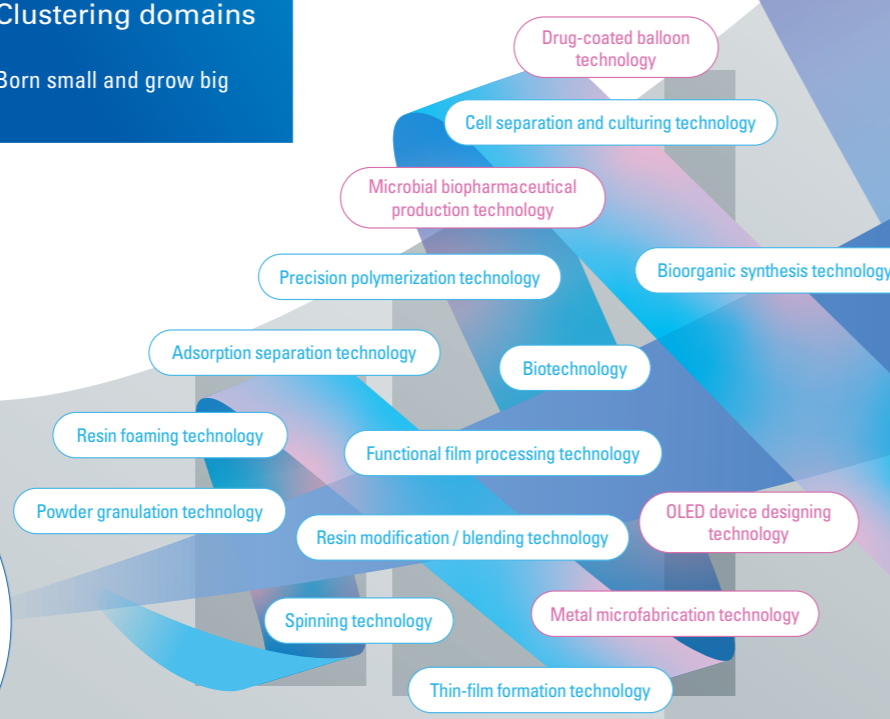 Clustering domains
Born small and grow big
Drug-coated balloon
technology
Cell separation and culturing technology
Microbial biopharmaceutical
production technology
Precision polymerization technology
Bioorganic synthesis technology
Adsorption separation technology
Biotechnology
Resin foaming technology
Functional film processing technology
Powder granulation technology
OLED device designing
technology
Resin modification / blending technology
Spinning technology
Metal microfabrication technology
Thin-film formation technology